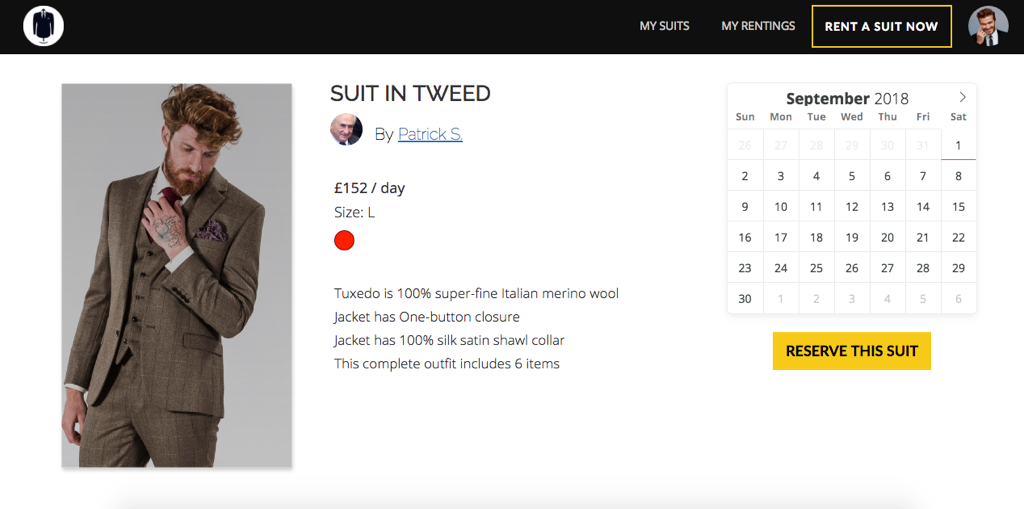 MY SUITS
MY RENTINGS
RENT A SUIT NOW
SUIT IN TWEED
By Patrick S.
£152 / day
Size: L
Tuxedo is 100% super-fine Italian merino wool
Jacket has One-button closure
Jacket has 100% silk satin shawl collar
This complete outfit includes 6 items
September 2018
Sun Mon Tue Wed Thu Fri Sat
26 27 28 29 30 31 1
2 3 4 5 6 7 8
9 10 11 12 13 14 15
16 17 18 19 20 21 22
23 24 25 26 27 28 29
30 1 2 3 4 5 6
RESERVE THIS SUIT